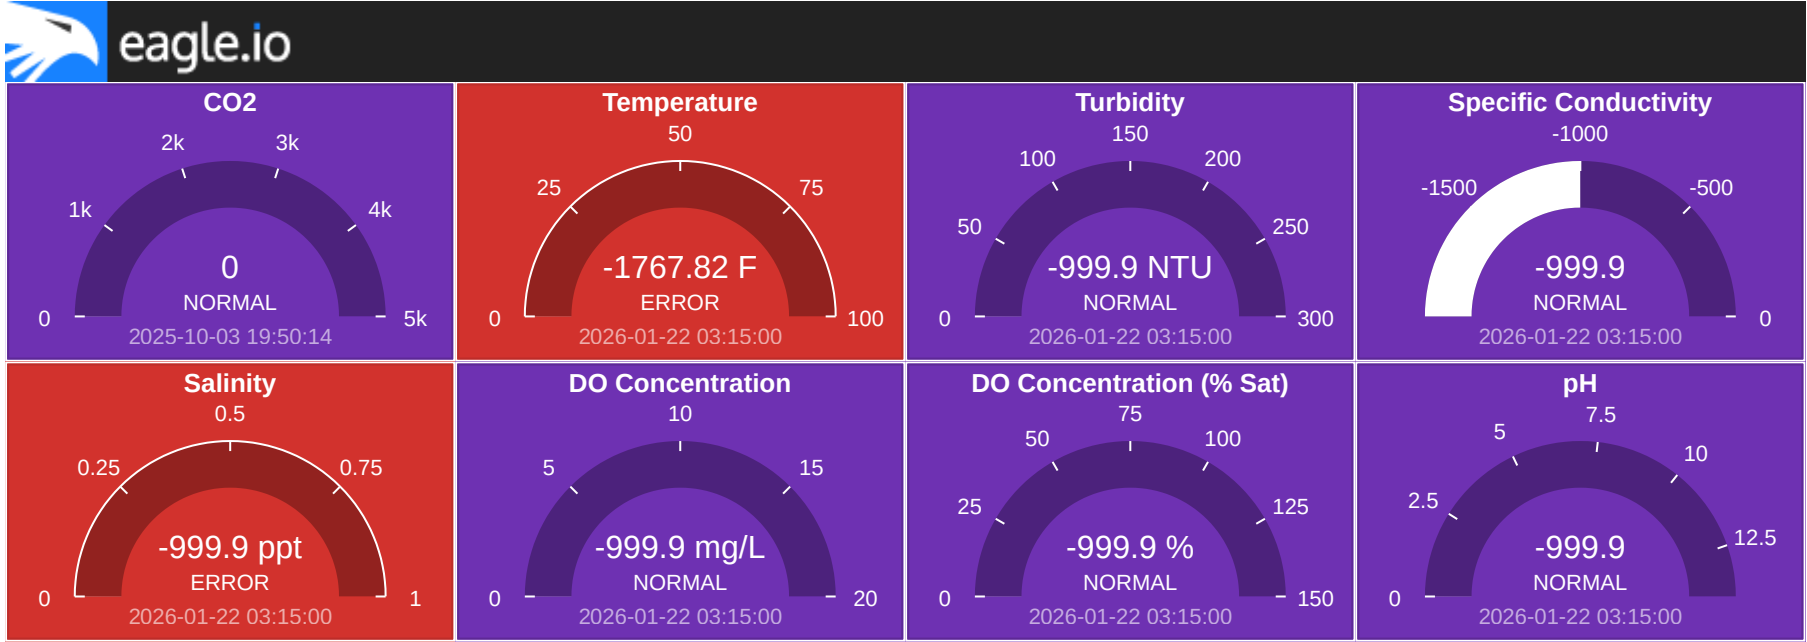 eagle.io
CO2
2k
3k
1k
4k
0
NORMAL
0
5k
2025-10-03 19:50:14
Temperature
50
25
75
-1767.82 F
ERROR
0
100
2026-01-22 03:15:00
Turbidity
150
100
200
50
250
-999.9 NTU
NORMAL
0
300
2026-01-22 03:15:00
Specific Conductivity
-1000
-1500
-500
-999.9
NORMAL
0
2026-01-22 03:15:00
Salinity
0.5
0.25
0.75
-999.9 ppt
ERROR
0
1
2026-01-22 03:15:00
DO Concentration
10
5
15
-999.9 mg/L
NORMAL
0
20
2026-01-22 03:15:00
DO Concentration (% Sat)
75
50
100
25
125
-999.9 %
NORMAL
0
150
2026-01-22 03:15:00
pH
7.5
5
10
2.5
12.5
-999.9
NORMAL
0
2026-01-22 03:15:00